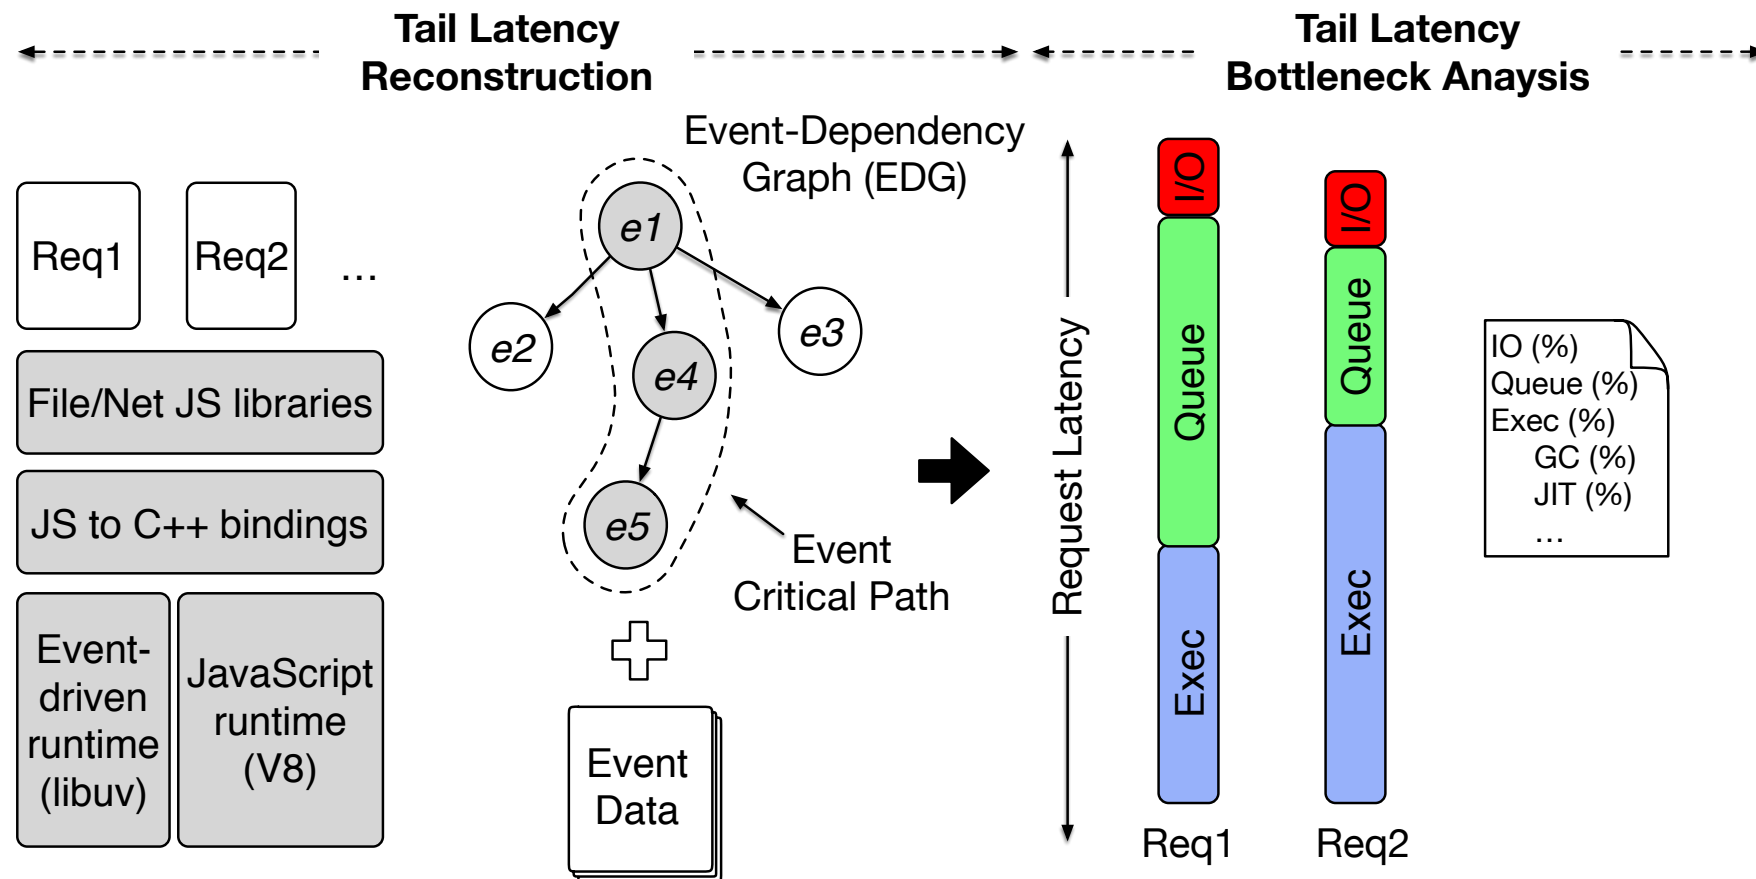 Tail Latency
Reconstruction
Tail Latency
Bottleneck Anaysis
Event-Dependency
Graph (EDG)
Req1
Req2
...
File/Net JS libraries
JS to C++ bindings
Event-
driven
runtime
(libuv)
JavaScript
runtime
(V8)
e1
e2
e3
e4
e5
Event
Critical Path
Event
Data
Request Latency
I/O
Queue
Exec
Req1
I/O
Queue
Exec
Req2
IO (%)
Queue (%)
Exec (%)
GC (%)
JIT (%)
...